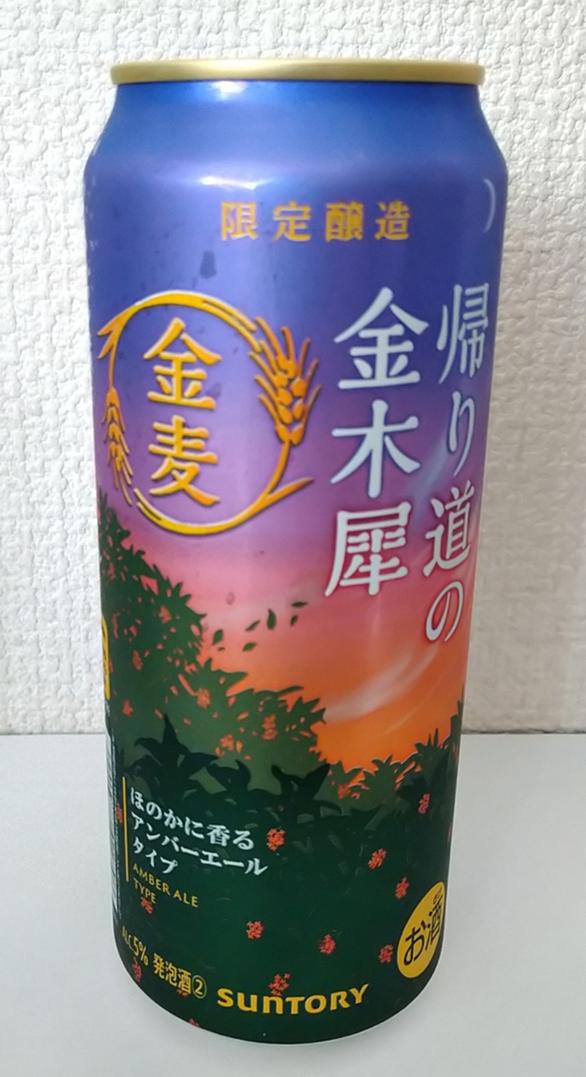 限定醸造
金麦
帰り道の
金木犀
ほのかに香る
アンバーエール
タイプ
AMBER ALE
TYPE
ALC.5% 発泡酒②
SUNTORY
お酒